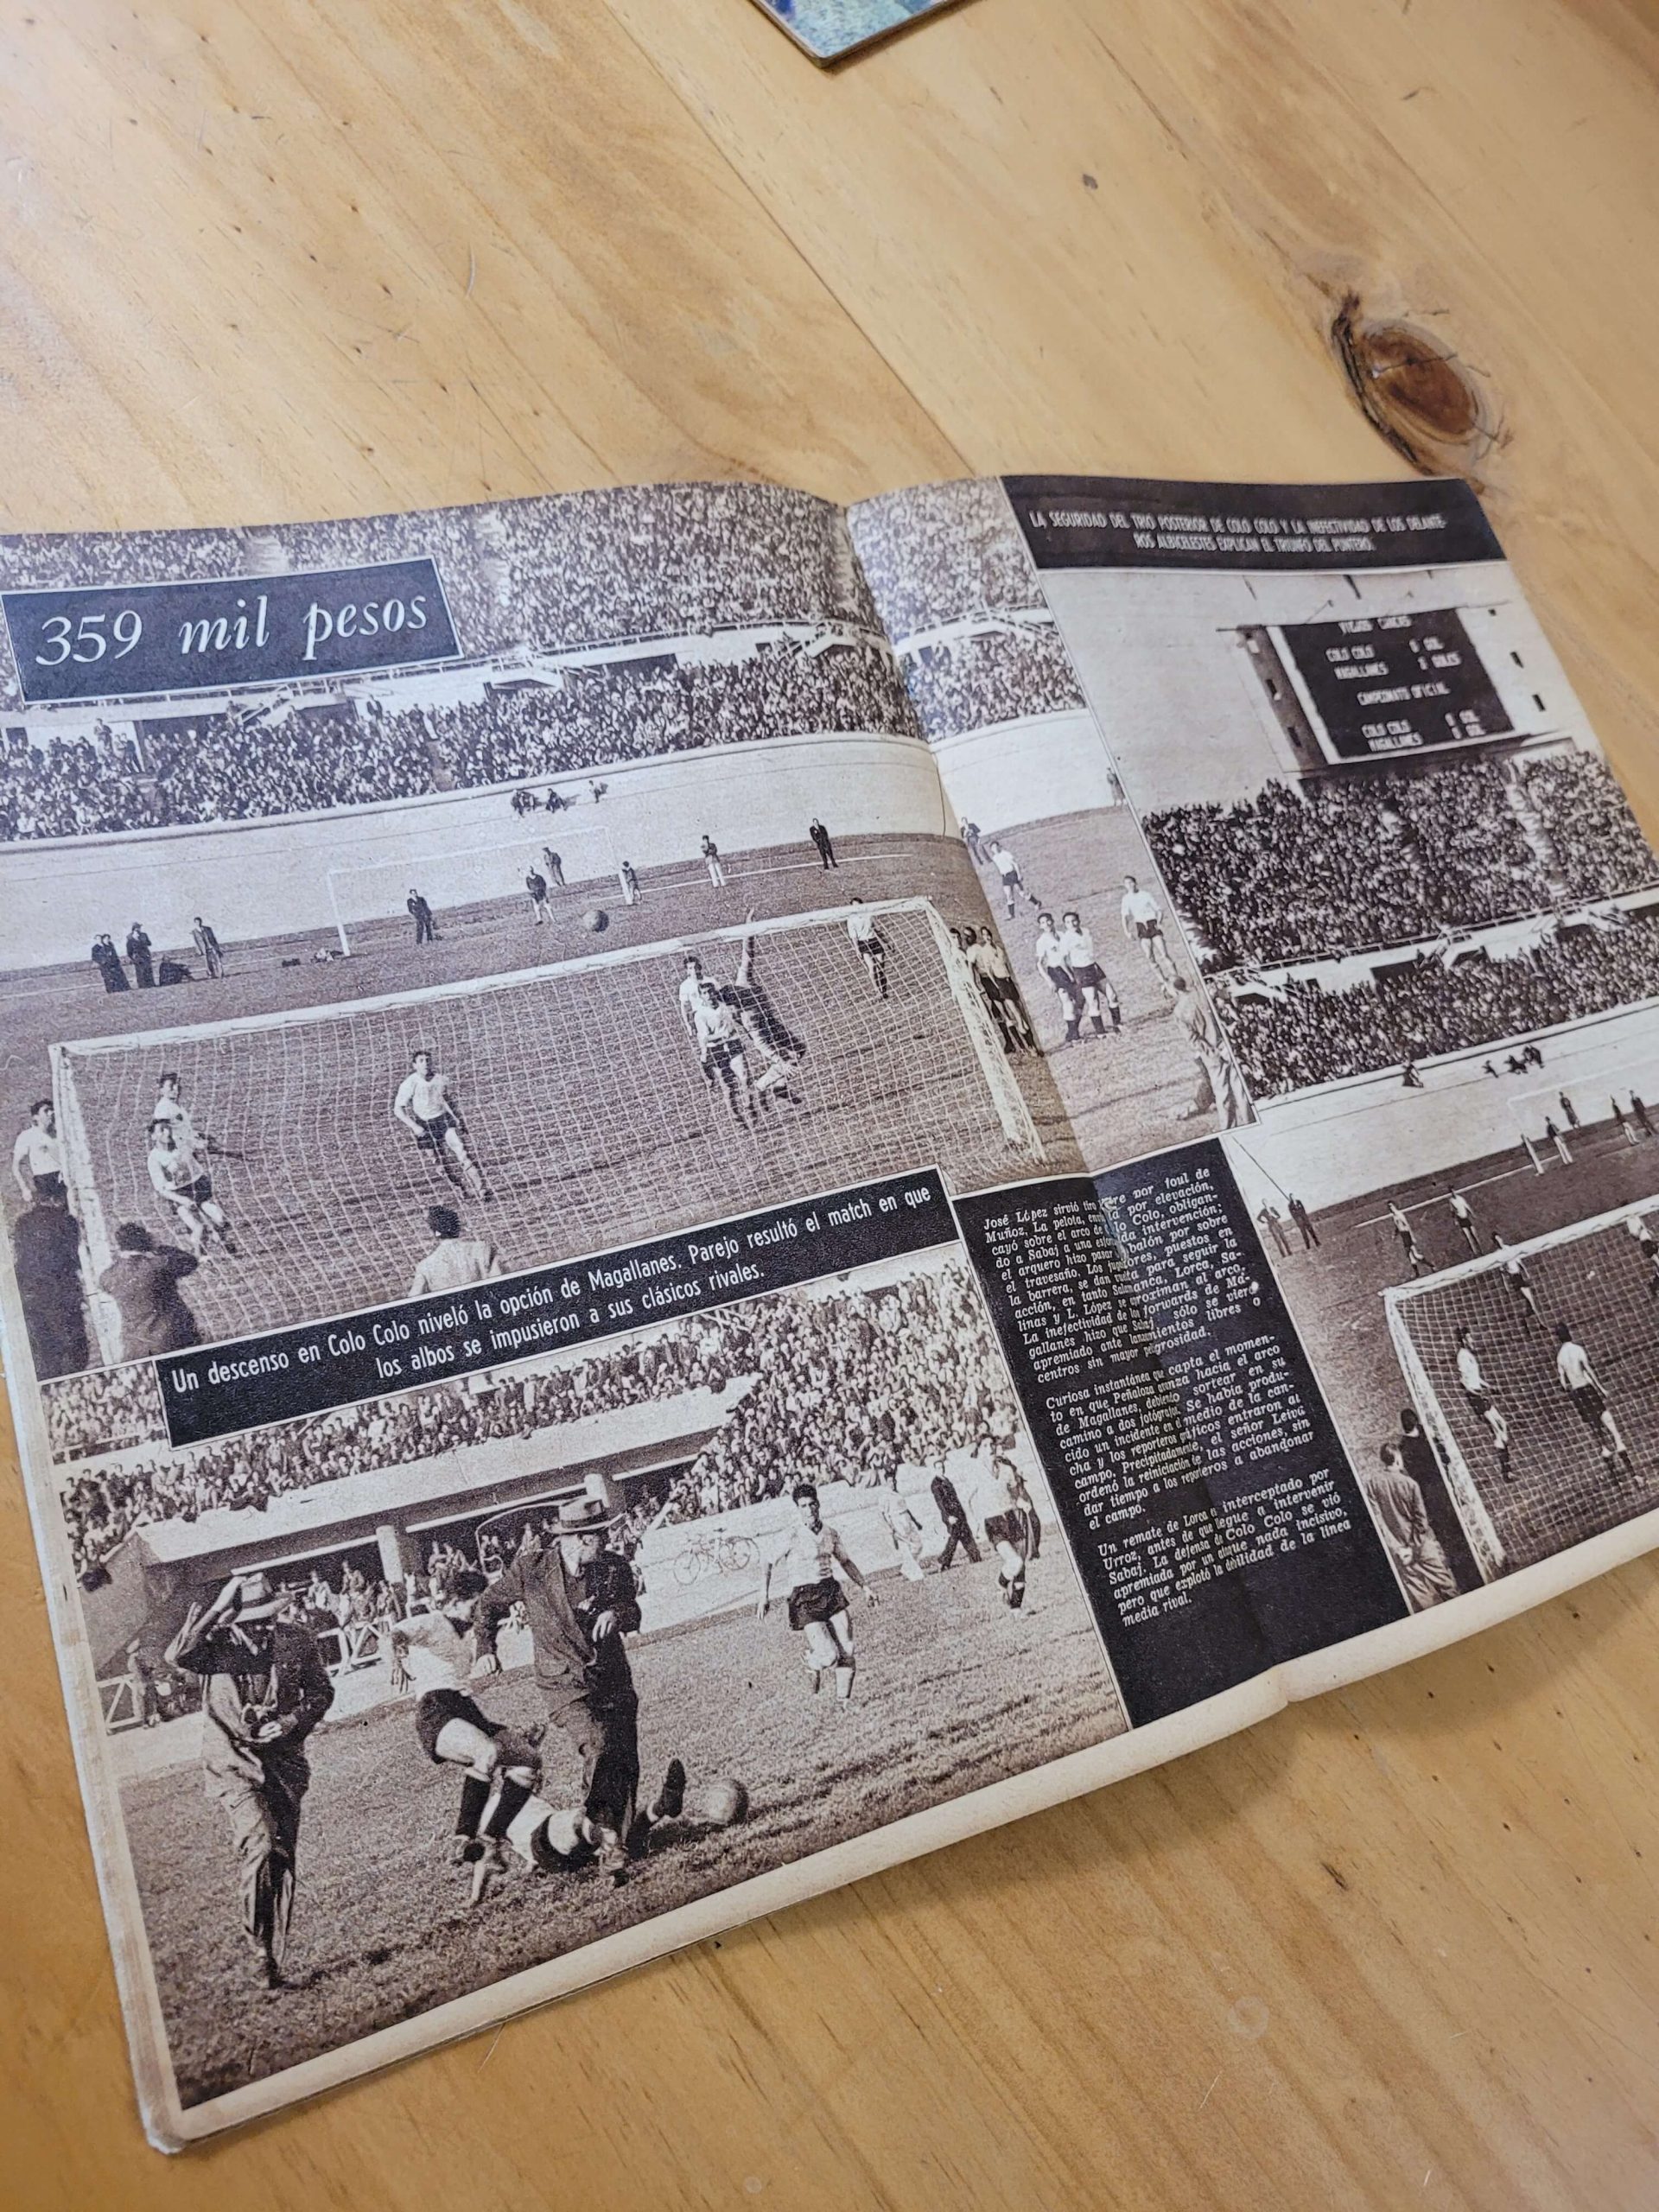 359 mil pesos
Un descenso en Colo Colo niveló la opción de Magallanes. Parejo resultó el match en que
los albos se impusieron a sus clásicos rivales.
LA SEGURIDAD DEL TRIO POSTERIOR DE COLO COLO Y LA INEFECTIVIDAD DE LOS DELANTE-
ROS ALBICELESTES EXPLICAN EL TRIUNFO DEL PUNTERO.
COLO COLO
MAGALLANES
CAMPEONATO OFICIAL
COLO COLO
MAGALLANES
José López sirvió tiro por foul de
Muñoz. La pelota, por elevación,
cayó sobre el arco de Colo, obligan-
do a Sabaj a una intervención;
el arquero hizo pasar balón por sobre
el travesaño. Los puestos en
la barrera, se dan vuelta para seguir la
acción, en tanto Salmanca, Lorca, Sa-
linas y L. López se aproximan al arco.
La inefectividad de los forwards de Ma-
gallanes hizo que Sabaj sólo se viera
apremiado ante lanzamientos libres o
centros sin mayor peligrosidad.
Curiosa instantánea que capta el momen-
to en que Peñaloza avanza hacia el arco
de Magallanes, debiendo sortear en su
camino a dos fotógrafos. Se había produ-
cido un incidente en el medio de la can-
cha y los reporteros gráficos entraron al
campo. Precipitadamente, el señor Leiva
ordenó la reiniciación de las acciones, sin
dar tiempo a los reporteros a abandonar
el campo.
Un remate de Lorca interceptado por
Urroz, antes de que llegue a intervenir
Sabaj. La defensa de Colo Colo se vió
apremiada por un ataque nada incisivo,
pero que explotó la debilidad de la línea
media rival.